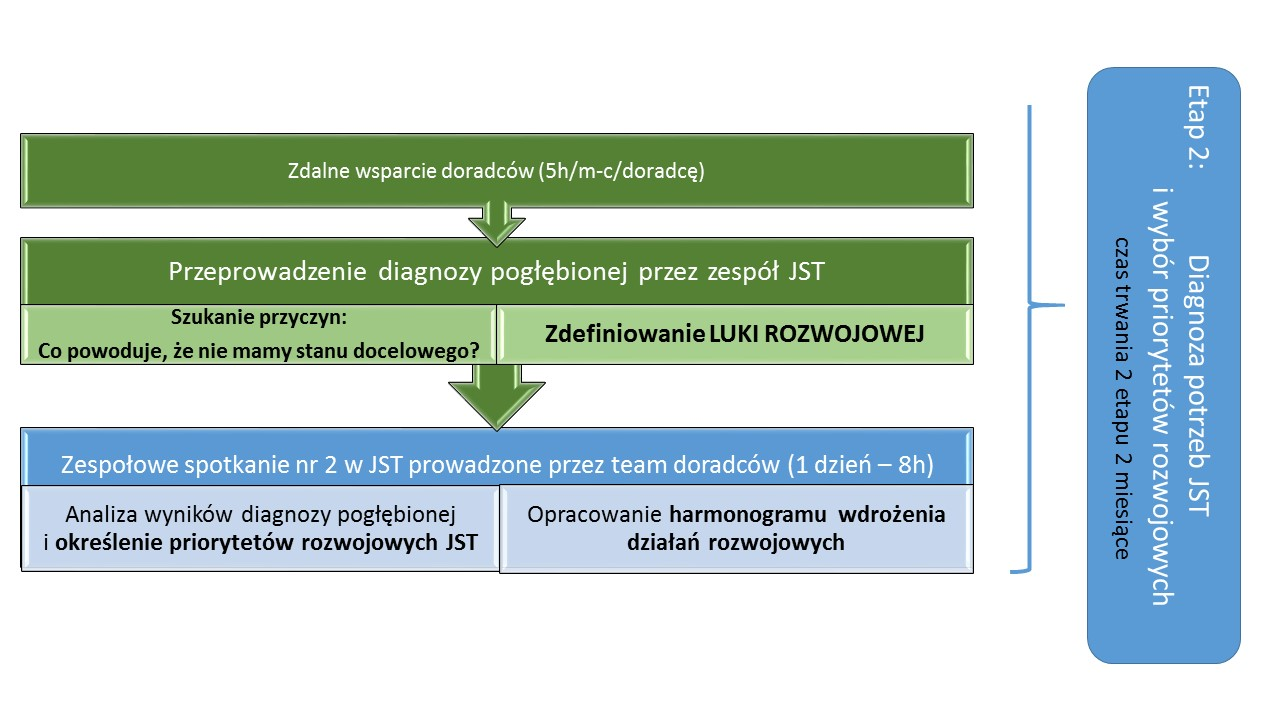 Zdalne wsparcie doradców (5h/m-c/doradcę)
Przeprowadzenie diagnozy pogłębionej przez zespół JST
Szukanie przyczyn:
Co powoduje, że nie mamy stanu docelowego?
Zdefiniowanie LUKI ROZWOJOWEJ
Zespołowe spotkanie nr 2 w JST prowadzone przez team doradców (1 dzień – 8h)
Analiza wyników diagnozy pogłębionej
i określenie priorytetów rozwojowych JST
Opracowanie harmonogramu wdrożenia
działań rozwojowych
Etap 2: Diagnoza potrzeb JST
i wybór priorytetów rozwojowych
czas trwania 2 etapu 2 miesiące